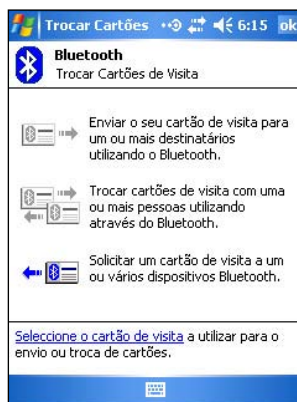 Trocar Cartões 6:15 ok
Bluetooth
Trocar Cartões de Visita
Enviar o seu cartão de visita para
um ou mais destinatários
utilizando o Bluetooth.
Trocar cartões de visita com uma
ou mais pessoas utilizando
através do Bluetooth.
Solicitar um cartão de visita a um
ou vários dispositivos Bluetooth.
Seleccione o cartão de visita a utilizar para o
envio ou troca de cartões.